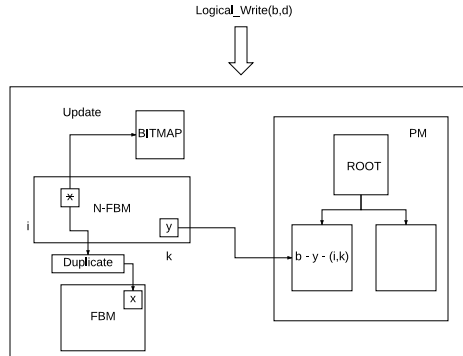 Logical_Write(b,d)
Update
PM
BITMAP
ROOT
x
N-FBM
y
i
k
b - y - (i,k)
Duplicate
x
FBM